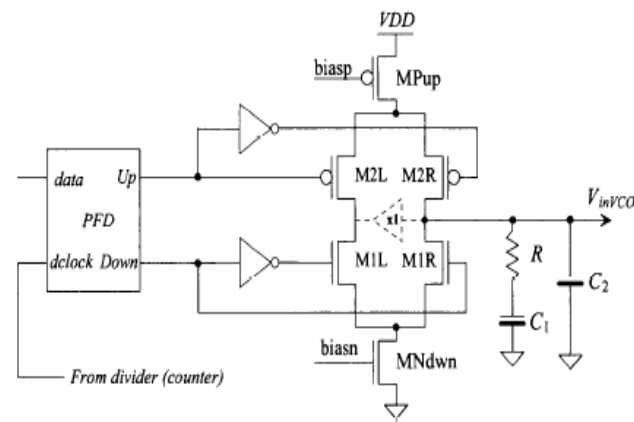 VDD
biasp
MPup
data
Up
M2L
M2R
PFD
x1
VinVCO
dclock
Down
M1L
M1R
R
C2
C1
biasn
MNdwn
From divider (counter)